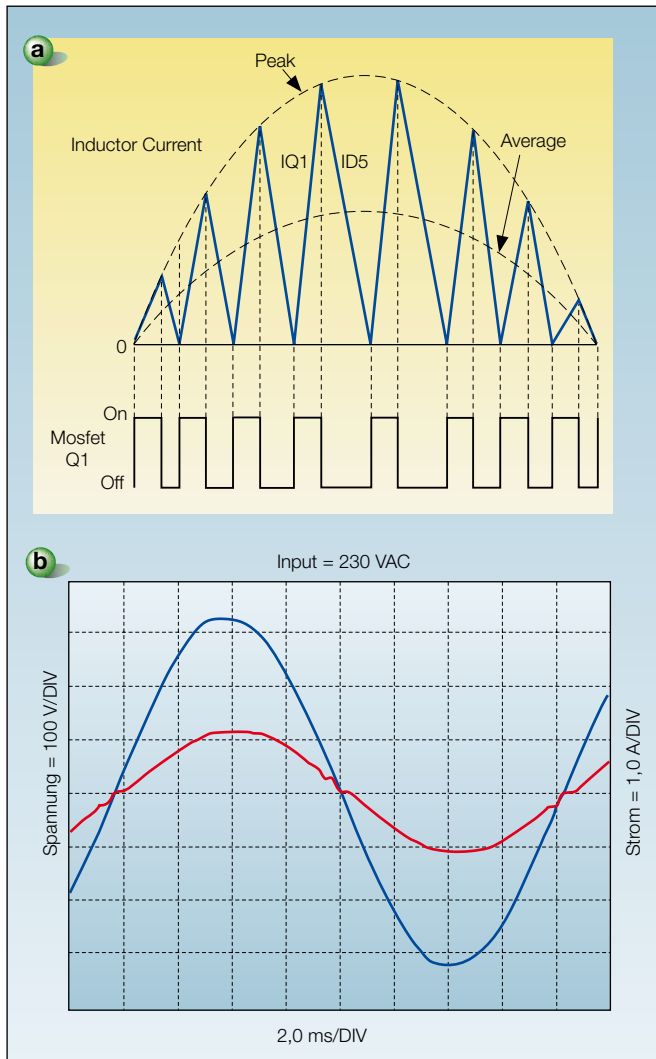 a
Peak
Inductor Current
Average
IQ1
ID5
0
On
Mosfet
Q1
Off
b
Input = 230 VAC
Spannung = 100 V/DIV
Strom = 1,0 A/DIV
2,0 ms/DIV